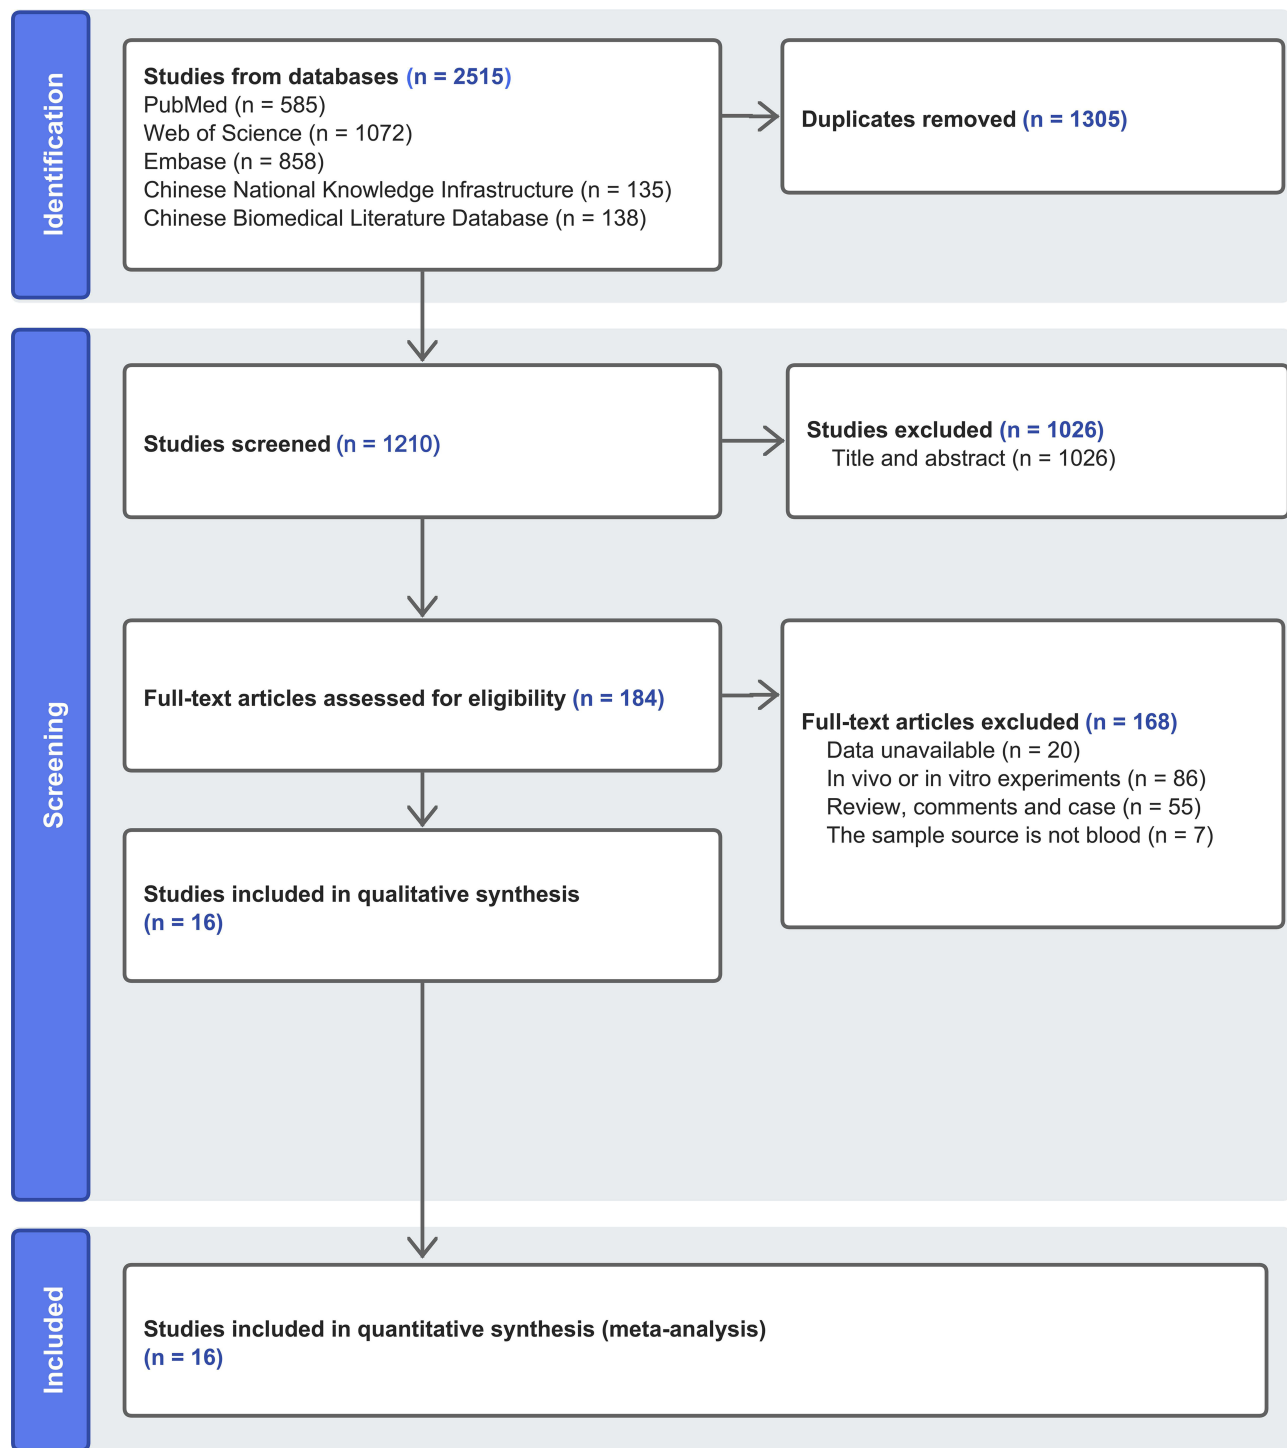 Identification
Studies from databases (n = 2515)
PubMed (n = 585)
Web of Science (n = 1072)
Embase (n = 858)
Chinese National Knowledge Infrastructure (n = 135)
Chinese Biomedical Literature Database (n = 138)
Duplicates removed (n = 1305)
Screening
Studies screened (n = 1210)
Studies excluded (n = 1026)
Title and abstract (n = 1026)
Full-text articles assessed for eligibility (n = 184)
Full-text articles excluded (n = 168)
Data unavailable (n = 20)
In vivo or in vitro experiments (n = 86)
Review, comments and case (n = 55)
The sample source is not blood (n = 7)
Studies included in qualitative synthesis
(n = 16)
Included
Studies included in quantitative synthesis (meta-analysis)
(n = 16)